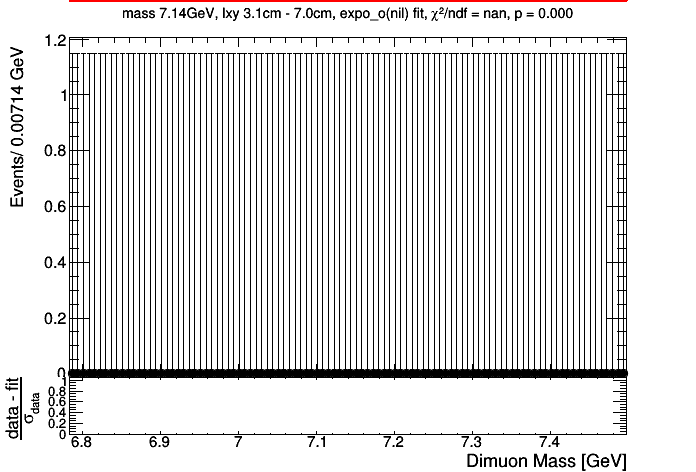 mass 7.14GeV, lxy 3.1cm - 7.0cm, expo_o(nil) fit, χ²/ndf = nan, p = 0.000
Events/ 0.00714 GeV
1.2
1
0.8
0.6
0.4
0.2
0
data - fit
σdata
1
0.8
0.6
0.4
0.2
0
6.8 6.9 7 7.1 7.2 7.3 7.4
Dimuon Mass [GeV]